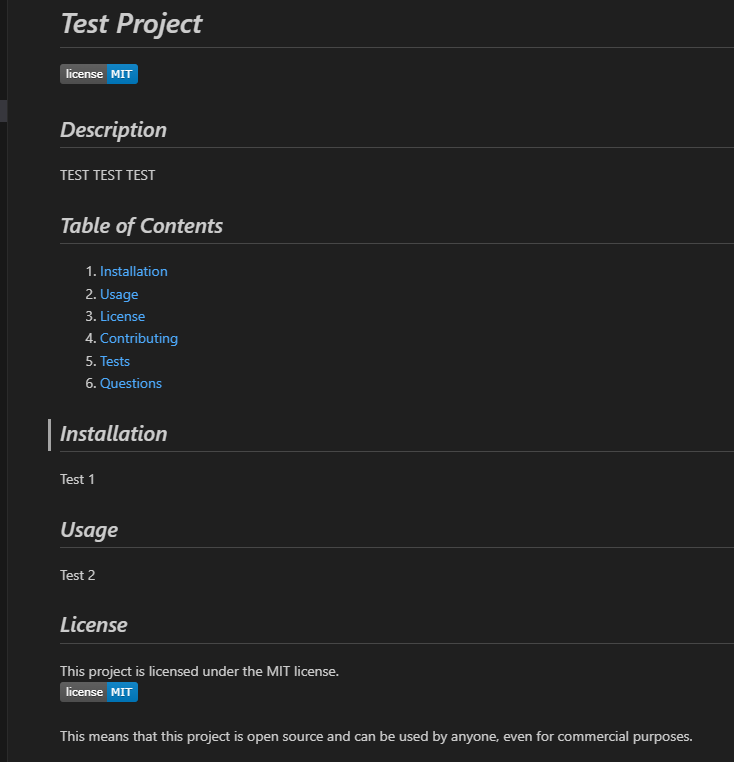 Test Project
license MIT
Description
TEST TEST TEST
Table of Contents
1. Installation
2. Usage
3. License
4. Contributing
5. Tests
6. Questions
Installation
Test 1
Usage
Test 2
License
This project is licensed under the MIT license.
license MIT
This means that this project is open source and can be used by anyone, even for commercial purposes.